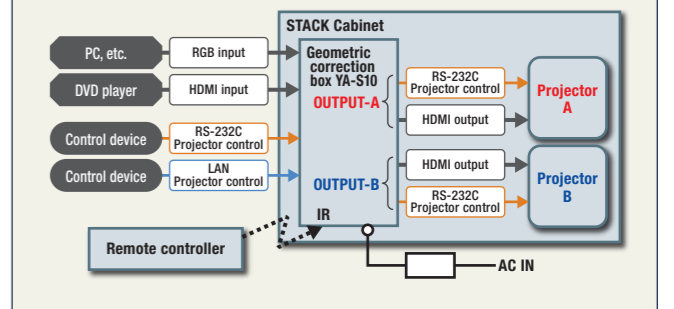 STACK Cabinet
PC, etc.
RGB input
DVD player
HDMI input
Control device
RS-232C
Projector control
Control device
LAN
Projector control
Geometric
correction
box YA-S10
OUTPUT-A
OUTPUT-B
IR
RS-232C
Projector control
HDMI output
HDMI output
RS-232C
Projector control
Projector
A
Projector
B
Remote controller
AC IN